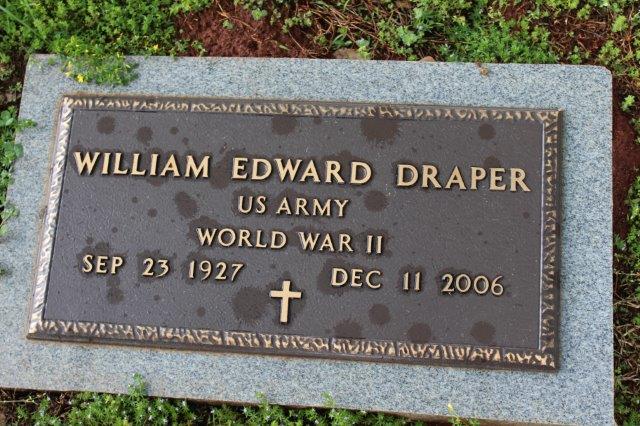 WILLIAM EDWARD DRAPER
US ARMY
WORLD WAR II
SEP 23 1927 DEC 11 2006